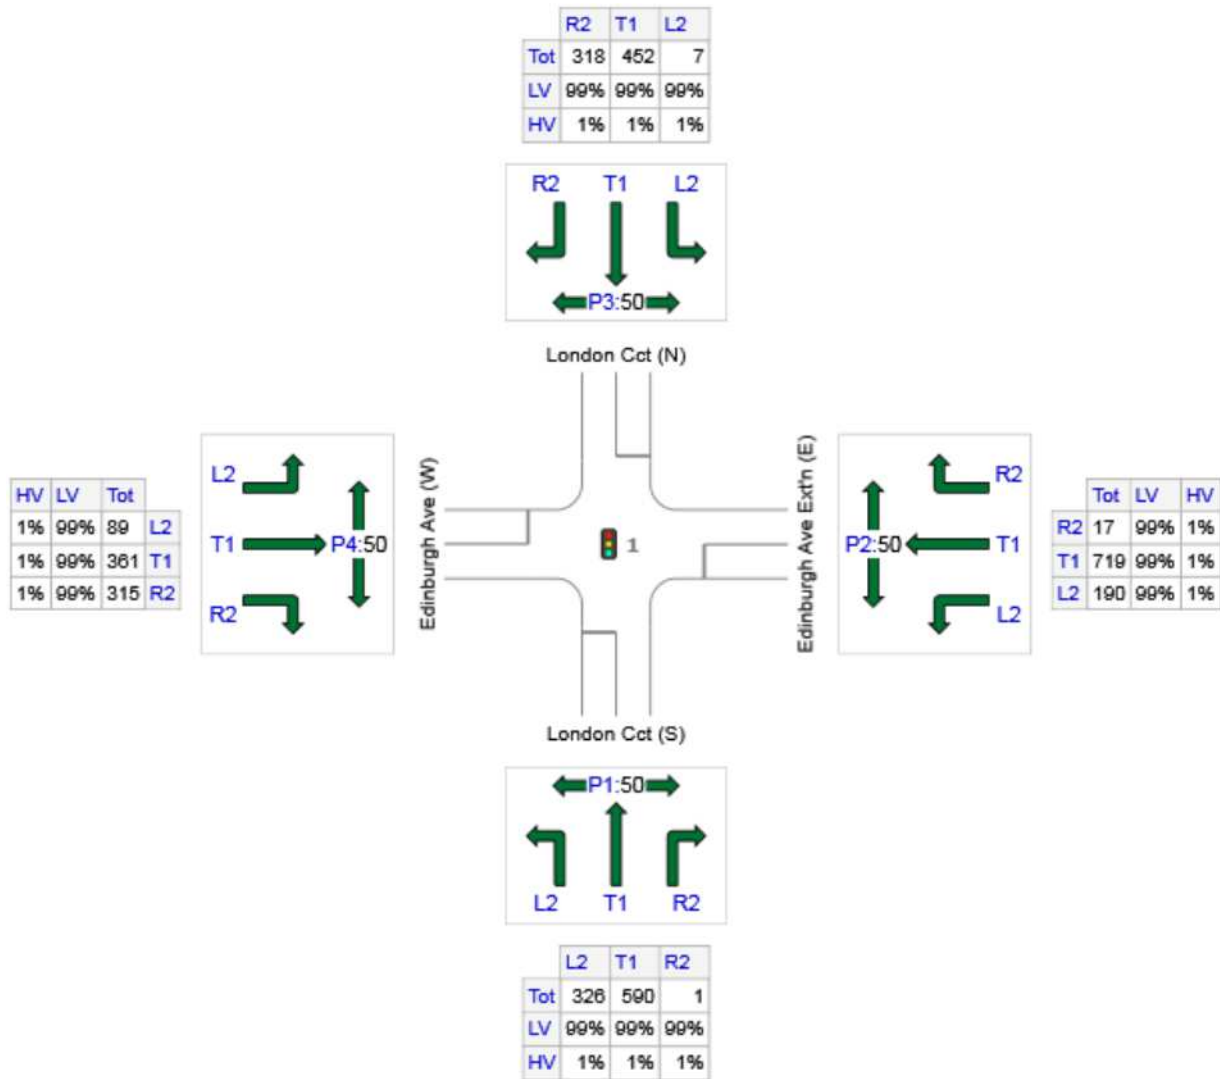 R2 T1 L2
Tot 318 452 7
LV 99% 99% 99%
HV 1% 1% 1%
R2 T1 L2
P3:50
London Cct (N)
HV LV Tot
1% 99% 89 L2
1% 99% 361 T1
1% 99% 315 R2
L2
T1
R2
P4:50
Edinburgh Ave (W)
1
Edinburgh Ave Ext'n (E)
P2:50
R2
T1
L2
Tot LV HV
R2 17 99% 1%
T1 719 99% 1%
L2 190 99% 1%
London Cct (S)
P1:50
L2 T1 R2
L2 T1 R2
Tot 326 590 1
LV 99% 99% 99%
HV 1% 1% 1%